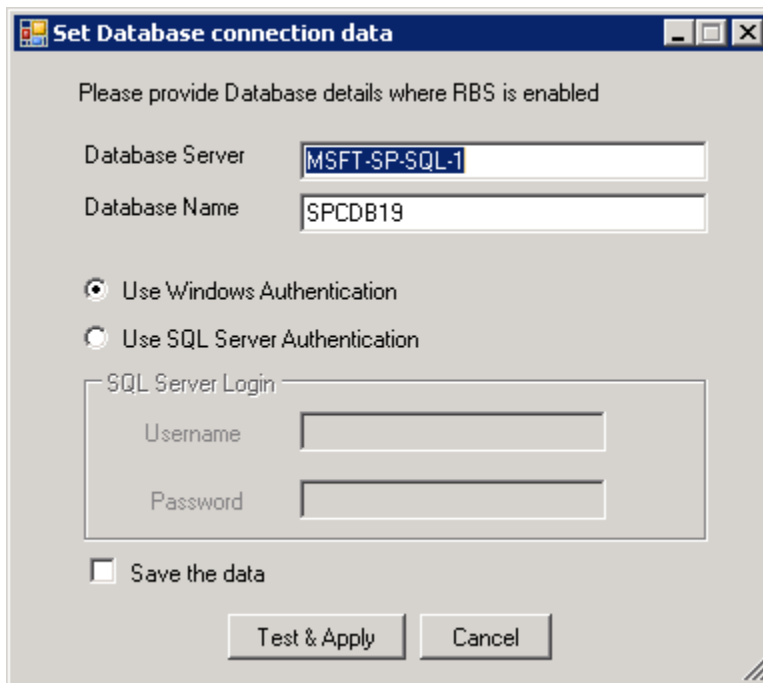 Set Database connection data
Please provide Database details where RBS is enabled
Database Server MSFT-SP-SQL-1
Database Name SPCDB19
Use Windows Authentication
Use SQL Server Authentication
SQL Server Login
Username
Password
Save the data
Test & Apply Cancel